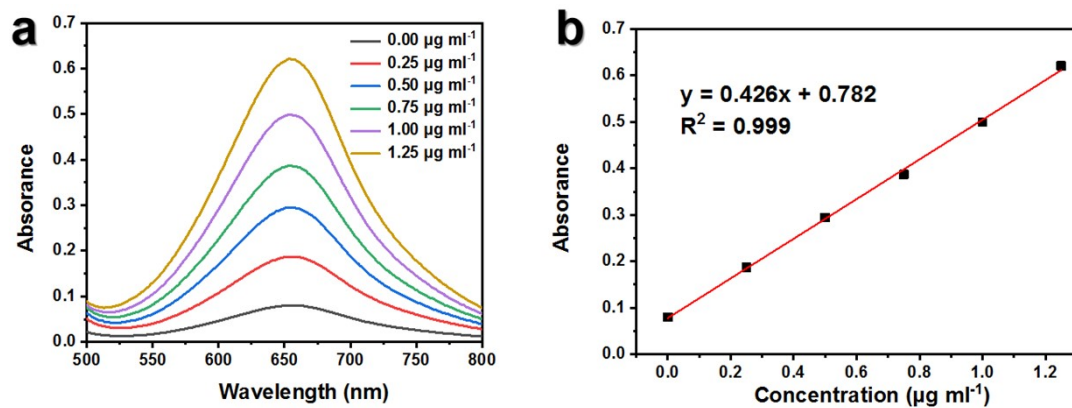 a
0.7
0.6
0.5
0.4
0.3
0.2
0.1
0.0
Absorance
500
550
600
650
700
750
800
Wavelength (nm)
0.00 µg ml⁻¹
0.25 µg ml⁻¹
0.50 µg ml⁻¹
0.75 µg ml⁻¹
1.00 µg ml⁻¹
1.25 µg ml⁻¹
b
0.7
0.6
0.5
0.4
0.3
0.2
0.1
0.0
Absorance
y = 0.426x + 0.782
R² = 0.999
0.0
0.2
0.4
0.6
0.8
1.0
1.2
Concentration (µg ml⁻¹)